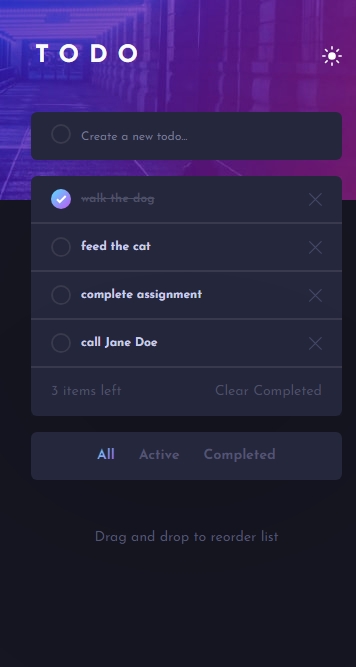 TODO
Create a new todo...
walk the dog
feed the cat
complete assignment
call Jane Doe
3 items left Clear Completed
All Active Completed
Drag and drop to reorder list